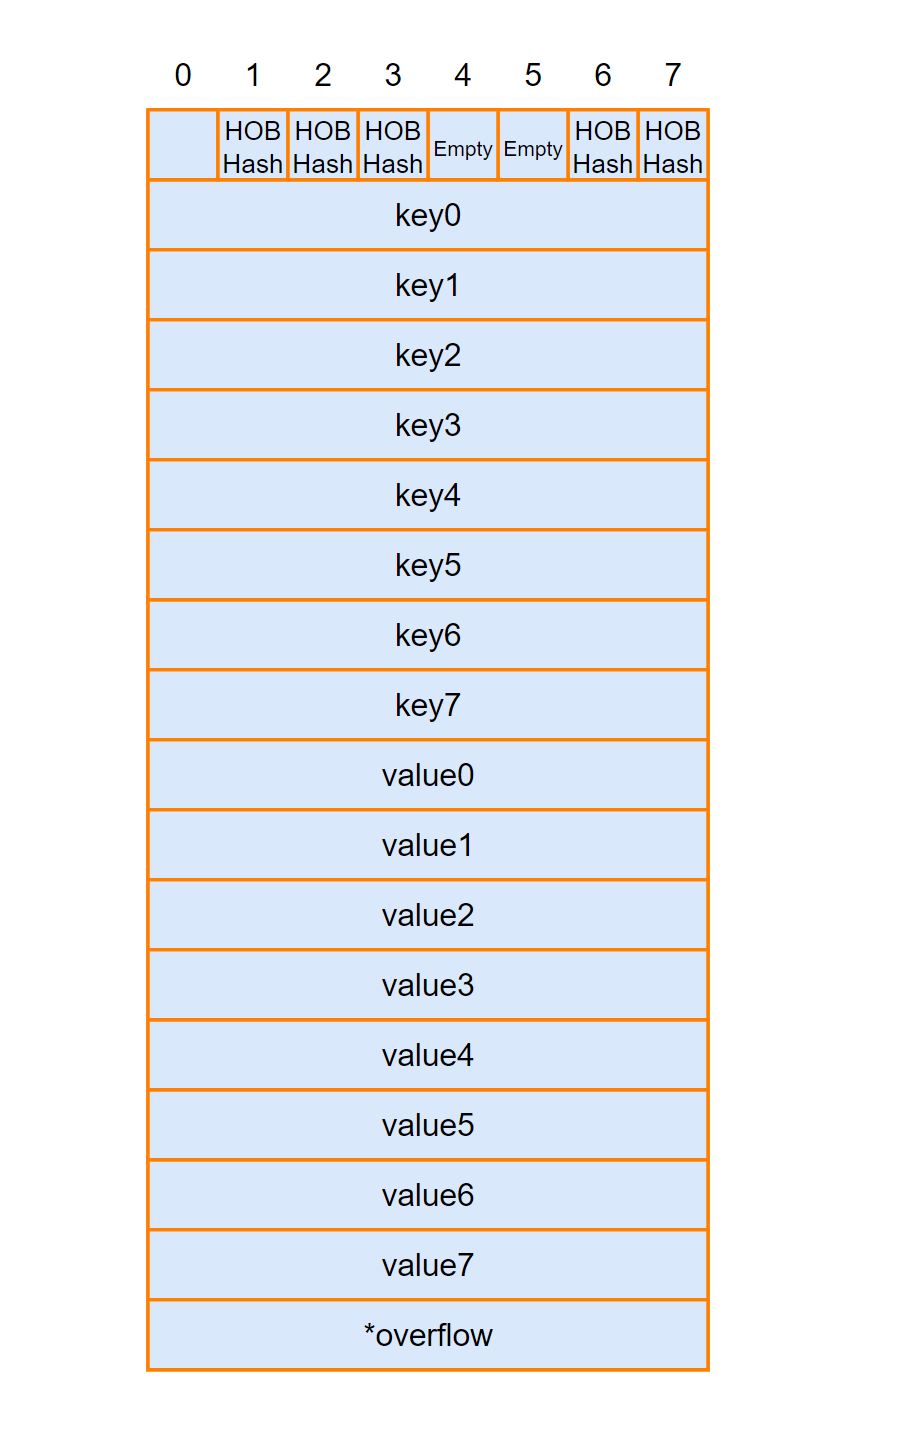 0 1 2 3 4 5 6 7
HOB HOB HOB HOB HOB
Hash Hash Hash Empty Empty Hash Hash
key0
key1
key2
key3
key4
key5
key6
key7
value0
value1
value2
value3
value4
value5
value6
value7
*overflow